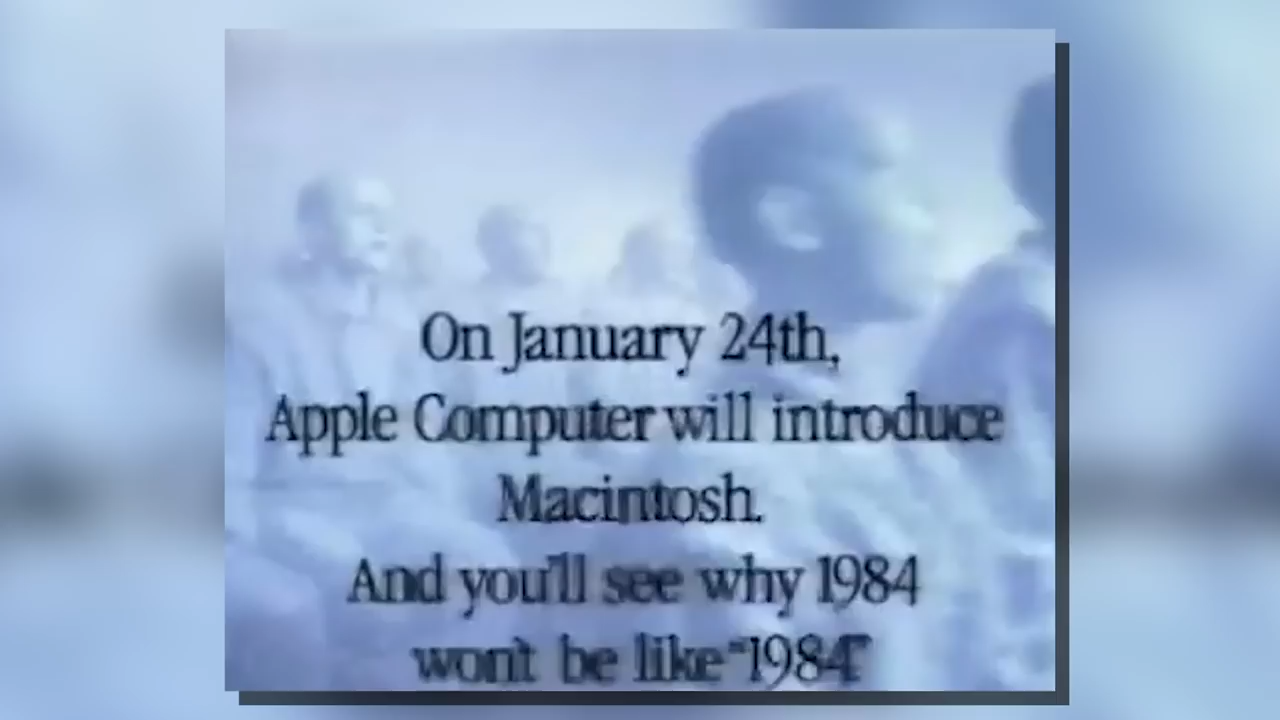 On January 24th,
Apple Computer will introduce
Macintosh.
And you'll see why 1984
won't be like "1984"